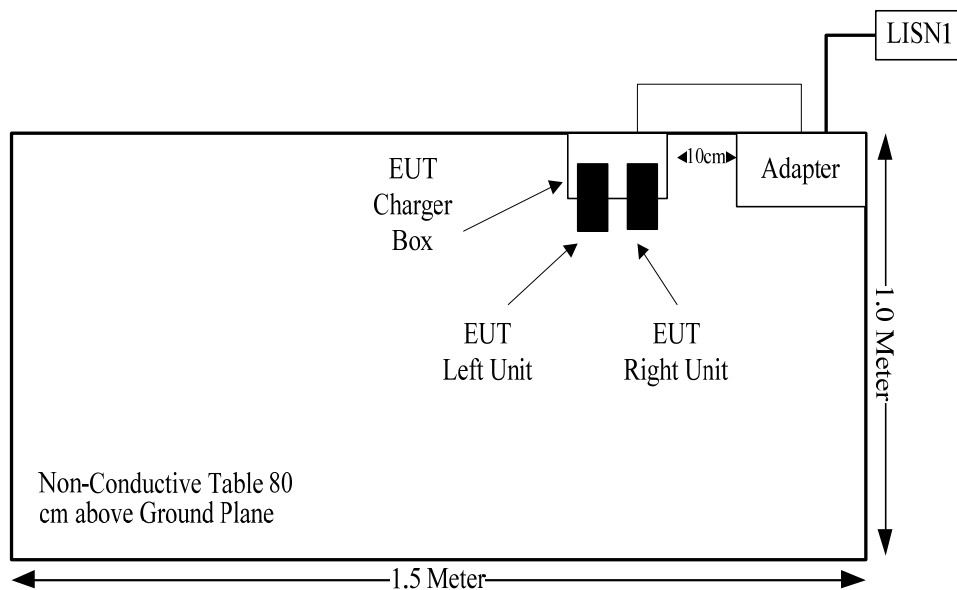 LISN1
EUT
Charger
Box
10cm
Adapter
EUT
Left Unit
EUT
Right Unit
1.0 Meter
Non-Conductive Table 80
cm above Ground Plane
1.5 Meter